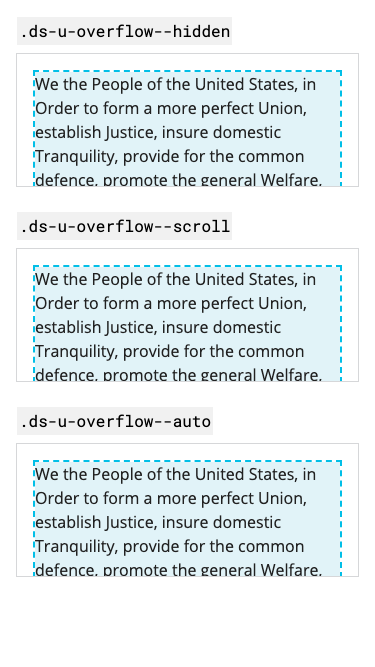 .ds-u-overflow--hidden
We the People of the United States, in
Order to form a more perfect Union,
establish Justice, insure domestic
Tranquility, provide for the common
defence, promote the general Welfare,
.ds-u-overflow--scroll
We the People of the United States, in
Order to form a more perfect Union,
establish Justice, insure domestic
Tranquility, provide for the common
defence, promote the general Welfare,
.ds-u-overflow--auto
We the People of the United States, in
Order to form a more perfect Union,
establish Justice, insure domestic
Tranquility, provide for the common
defence, promote the general Welfare,